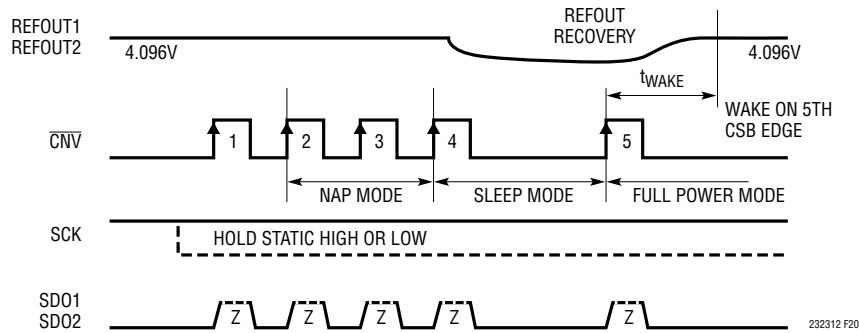 REFOUT1
REFOUT2
4.096V
REFOUT
RECOVERY
4.096V
tWAKE
WAKE ON 5TH
CSB EDGE
CNV
1
2
3
4
5
NAP MODE
SLEEP MODE
FULL POWER MODE
SCK
HOLD STATIC HIGH OR LOW
SDO1
SDO2
Z
Z
Z
Z
Z
232312 F20